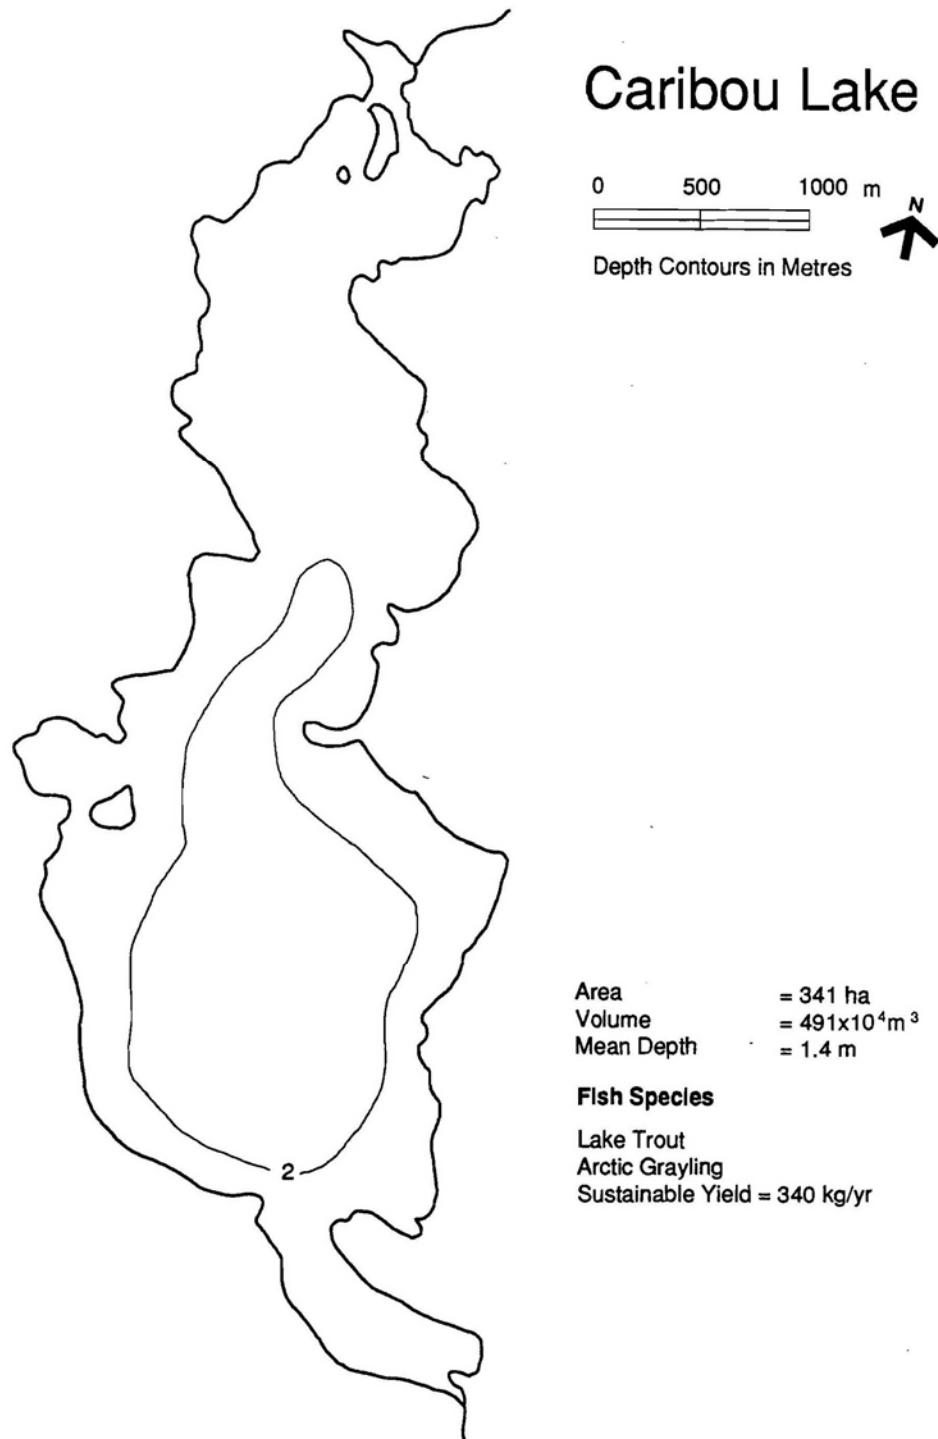 Caribou Lake
0 500 1000 m
N
Depth Contours in Metres
2
Area = 341 ha
Volume = 491x10⁴m³
Mean Depth = 1.4 m
Fish Species
Lake Trout
Arctic Grayling
Sustainable Yield = 340 kg/yr